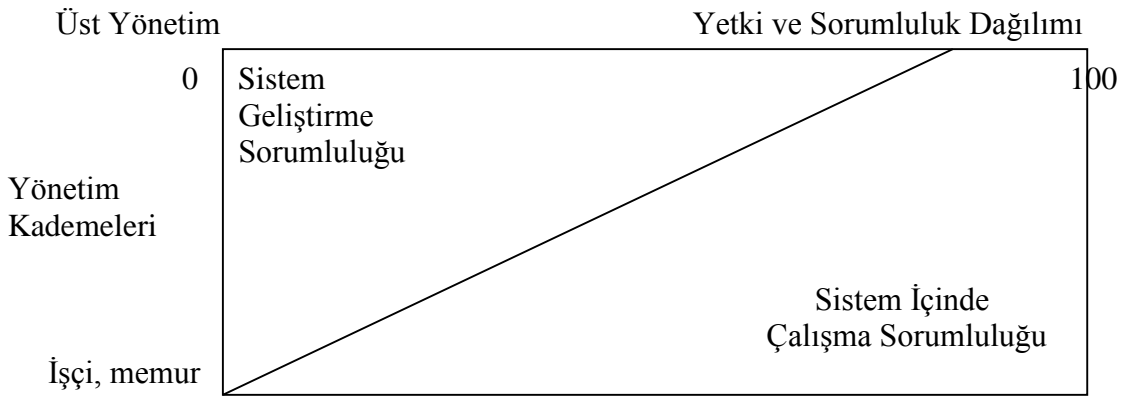 Üst Yönetim
Yetki ve Sorumluluk Dağılımı
0
Sistem
Geliştirme
Sorumluluğu
100
Yönetim
Kademeleri
Sistem İçinde
Çalışma Sorumluluğu
İşçi, memur